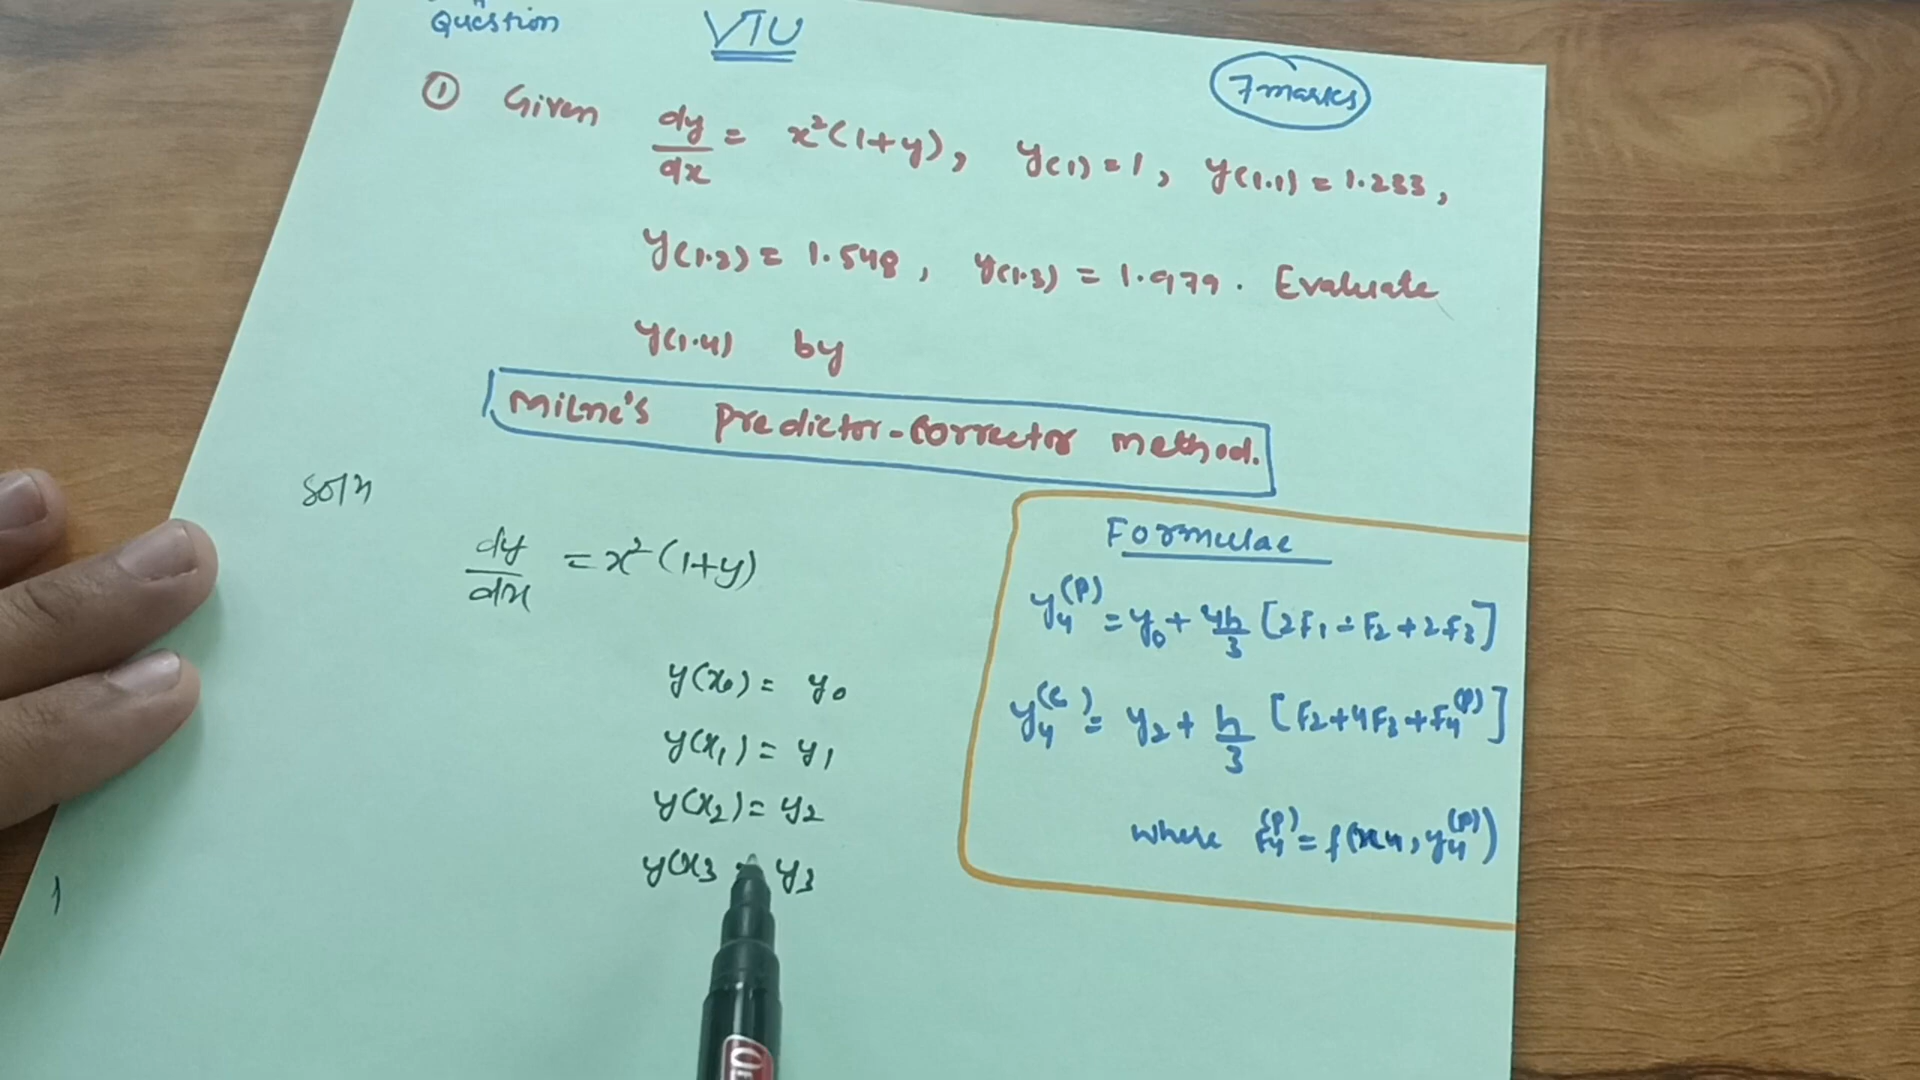 Question VTU
7 marks
① Given dy/dx = x²(1+y), y(1) = 1, y(1.1) = 1.233,
y(1.2) = 1.548, y(1.3) = 1.979. Evaluate
y(1.4) by
Milne's Predictor-Corrector method.
Soln
dy/dx = x²(1+y)
y(x₀) = y₀
y(x₁) = y₁
y(x₂) = y₂
y(x₃ y₃
Formulae
y₄^(P) = y₀ + 4h/3 [2F₁ - F₂ + 2F₃]
y₄^(c) = y₂ + h/3 [F₂ + 4F₃ + F₄^(P)]
where F₄^(P) = f(x₄, y₄^(P))